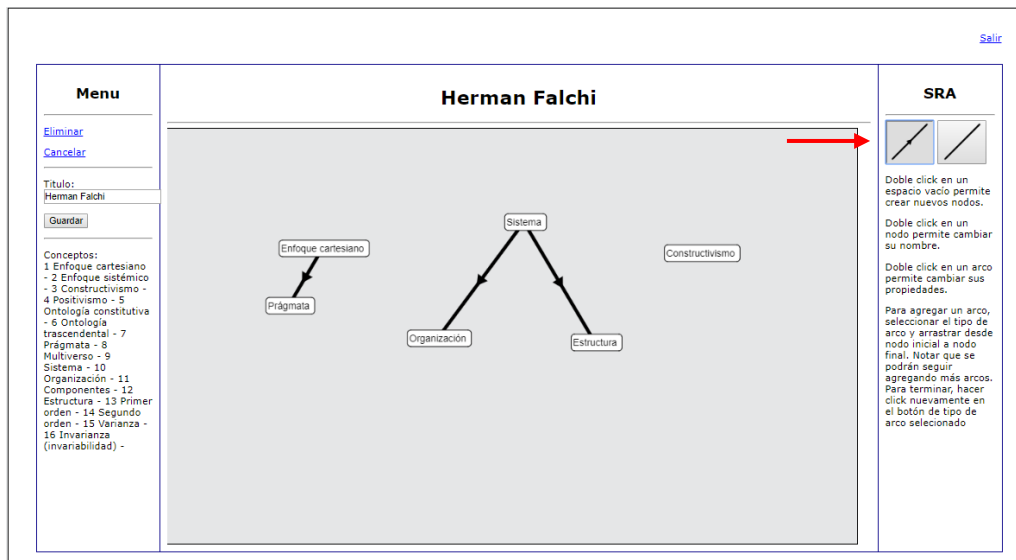 Salir
Menu
Eliminar
Cancelar
Titulo:
Herman Falchi
Guardar
Conceptos:
1 Enfoque cartesiano
- 2 Enfoque sistémico
- 3 Constructivismo -
4 Positivismo - 5
Ontología constitutiva
- 6 Ontología
trascendental - 7
Prágmata - 8
Multiverso - 9
Sistema - 10
Organización - 11
Componentes - 12
Estructura - 13 Primer
orden - 14 Segundo
orden - 15 Varianza -
16 Invarianza
(invariabilidad) -
Herman Falchi
Sistema
Enfoque cartesiano
Constructivismo
Prágmata
Organización
Estructura
SRA
Doble click en un
espacio vacío permite
crear nuevos nodos.
Doble click en un
nodo permite cambiar
su nombre.
Doble click en un arco
permite cambiar sus
propiedades.
Para agregar un arco,
seleccionar el tipo de
arco y arrastrar desde
nodo inicial a nodo
final. Notar que se
podrán seguir
agregando más arcos.
Para terminar, hacer
click nuevamente en
el botón de tipo de
arco selecionado